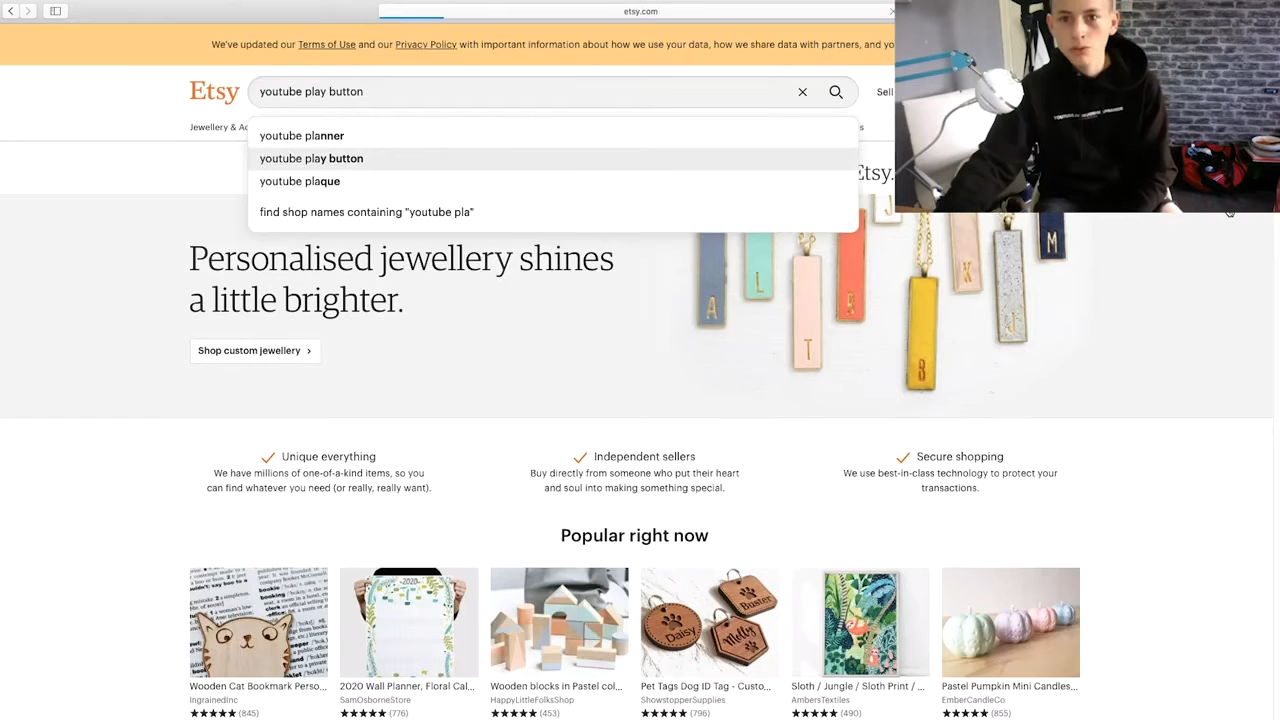 etsy.com
We've updated our Terms of Use and our Privacy Policy with important information about how we use your data, how we share data with partners, and yo
Etsy
youtube play button
Sell
Jewellery & Ac
youtube planner
youtube play button
youtube plaque
find shop names containing "youtube pla"
Etsy.
Personalised jewellery shines
a little brighter.
Shop custom jewellery
A L T R B K J M
Unique everything
We have millions of one-of-a-kind items, so you
can find whatever you need (or really, really want).
Independent sellers
Buy directly from someone who put their heart
and soul into making something special.
Secure shopping
We use best-in-class technology to protect your
transactions.
Popular right now
2020
Daisy
Buster
Melly
Wooden Cat Bookmark Perso...
IngrainedInc
(845)
2020 Wall Planner, Floral Cal...
SamOsborneStore
(776)
Wooden blocks in Pastel col...
HappyLittleFolksShop
(453)
Pet Tags Dog ID Tag - Custo...
ShowstopperSupplies
(796)
Sloth / Jungle / Sloth Print / ...
AmbersTextiles
(490)
Pastel Pumpkin Mini Candles...
EmberCandleCo
(855)